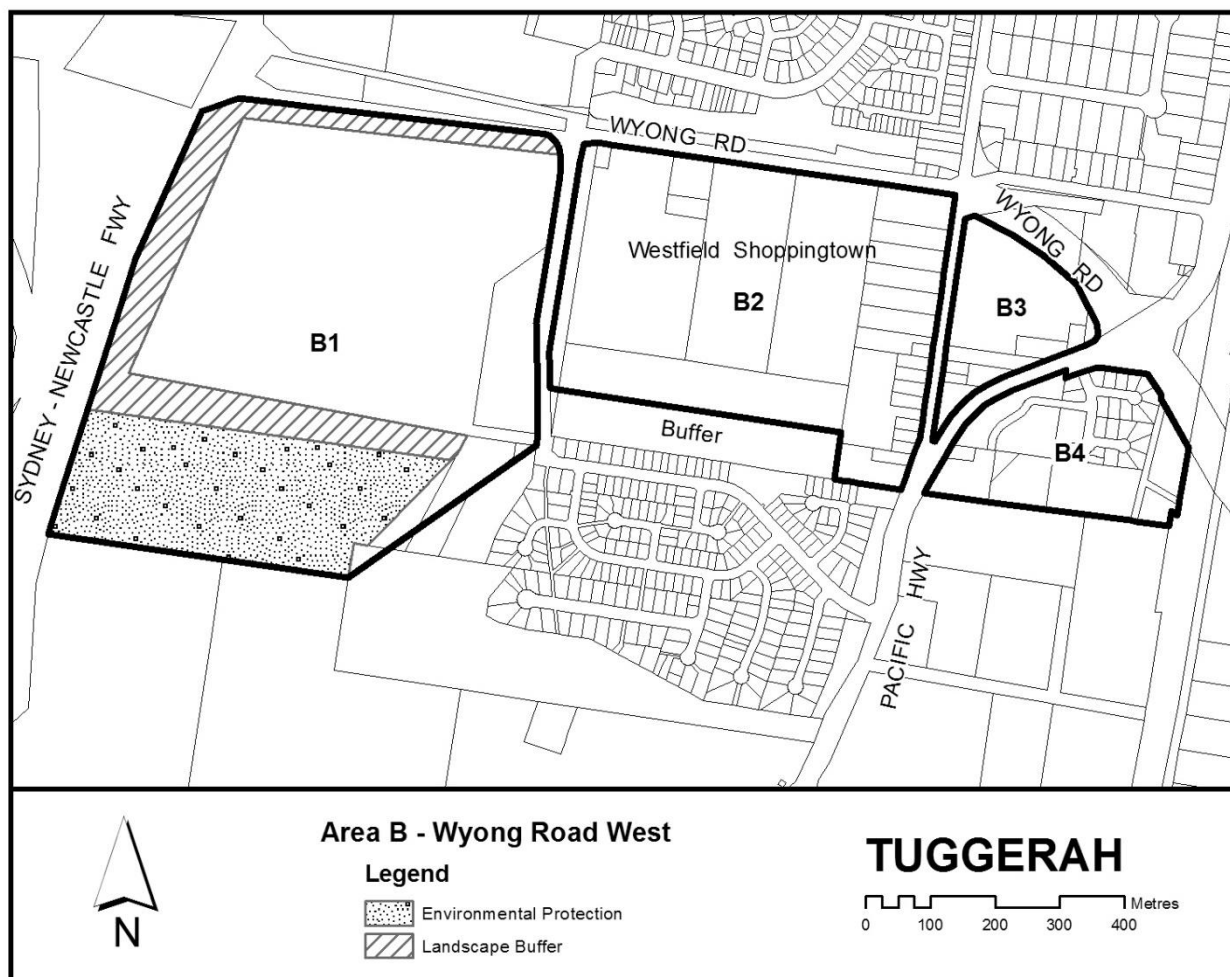 WYONG RD
WYONG RD
SYDNEY - NEWCASTLE FWY
Westfield Shoppingtown
B2
B3
B1
Buffer
B4
PACIFIC HWY
Area B - Wyong Road West
Legend
Environmental Protection
Landscape Buffer
N
TUGGERAH
Metres
0 100 200 300 400